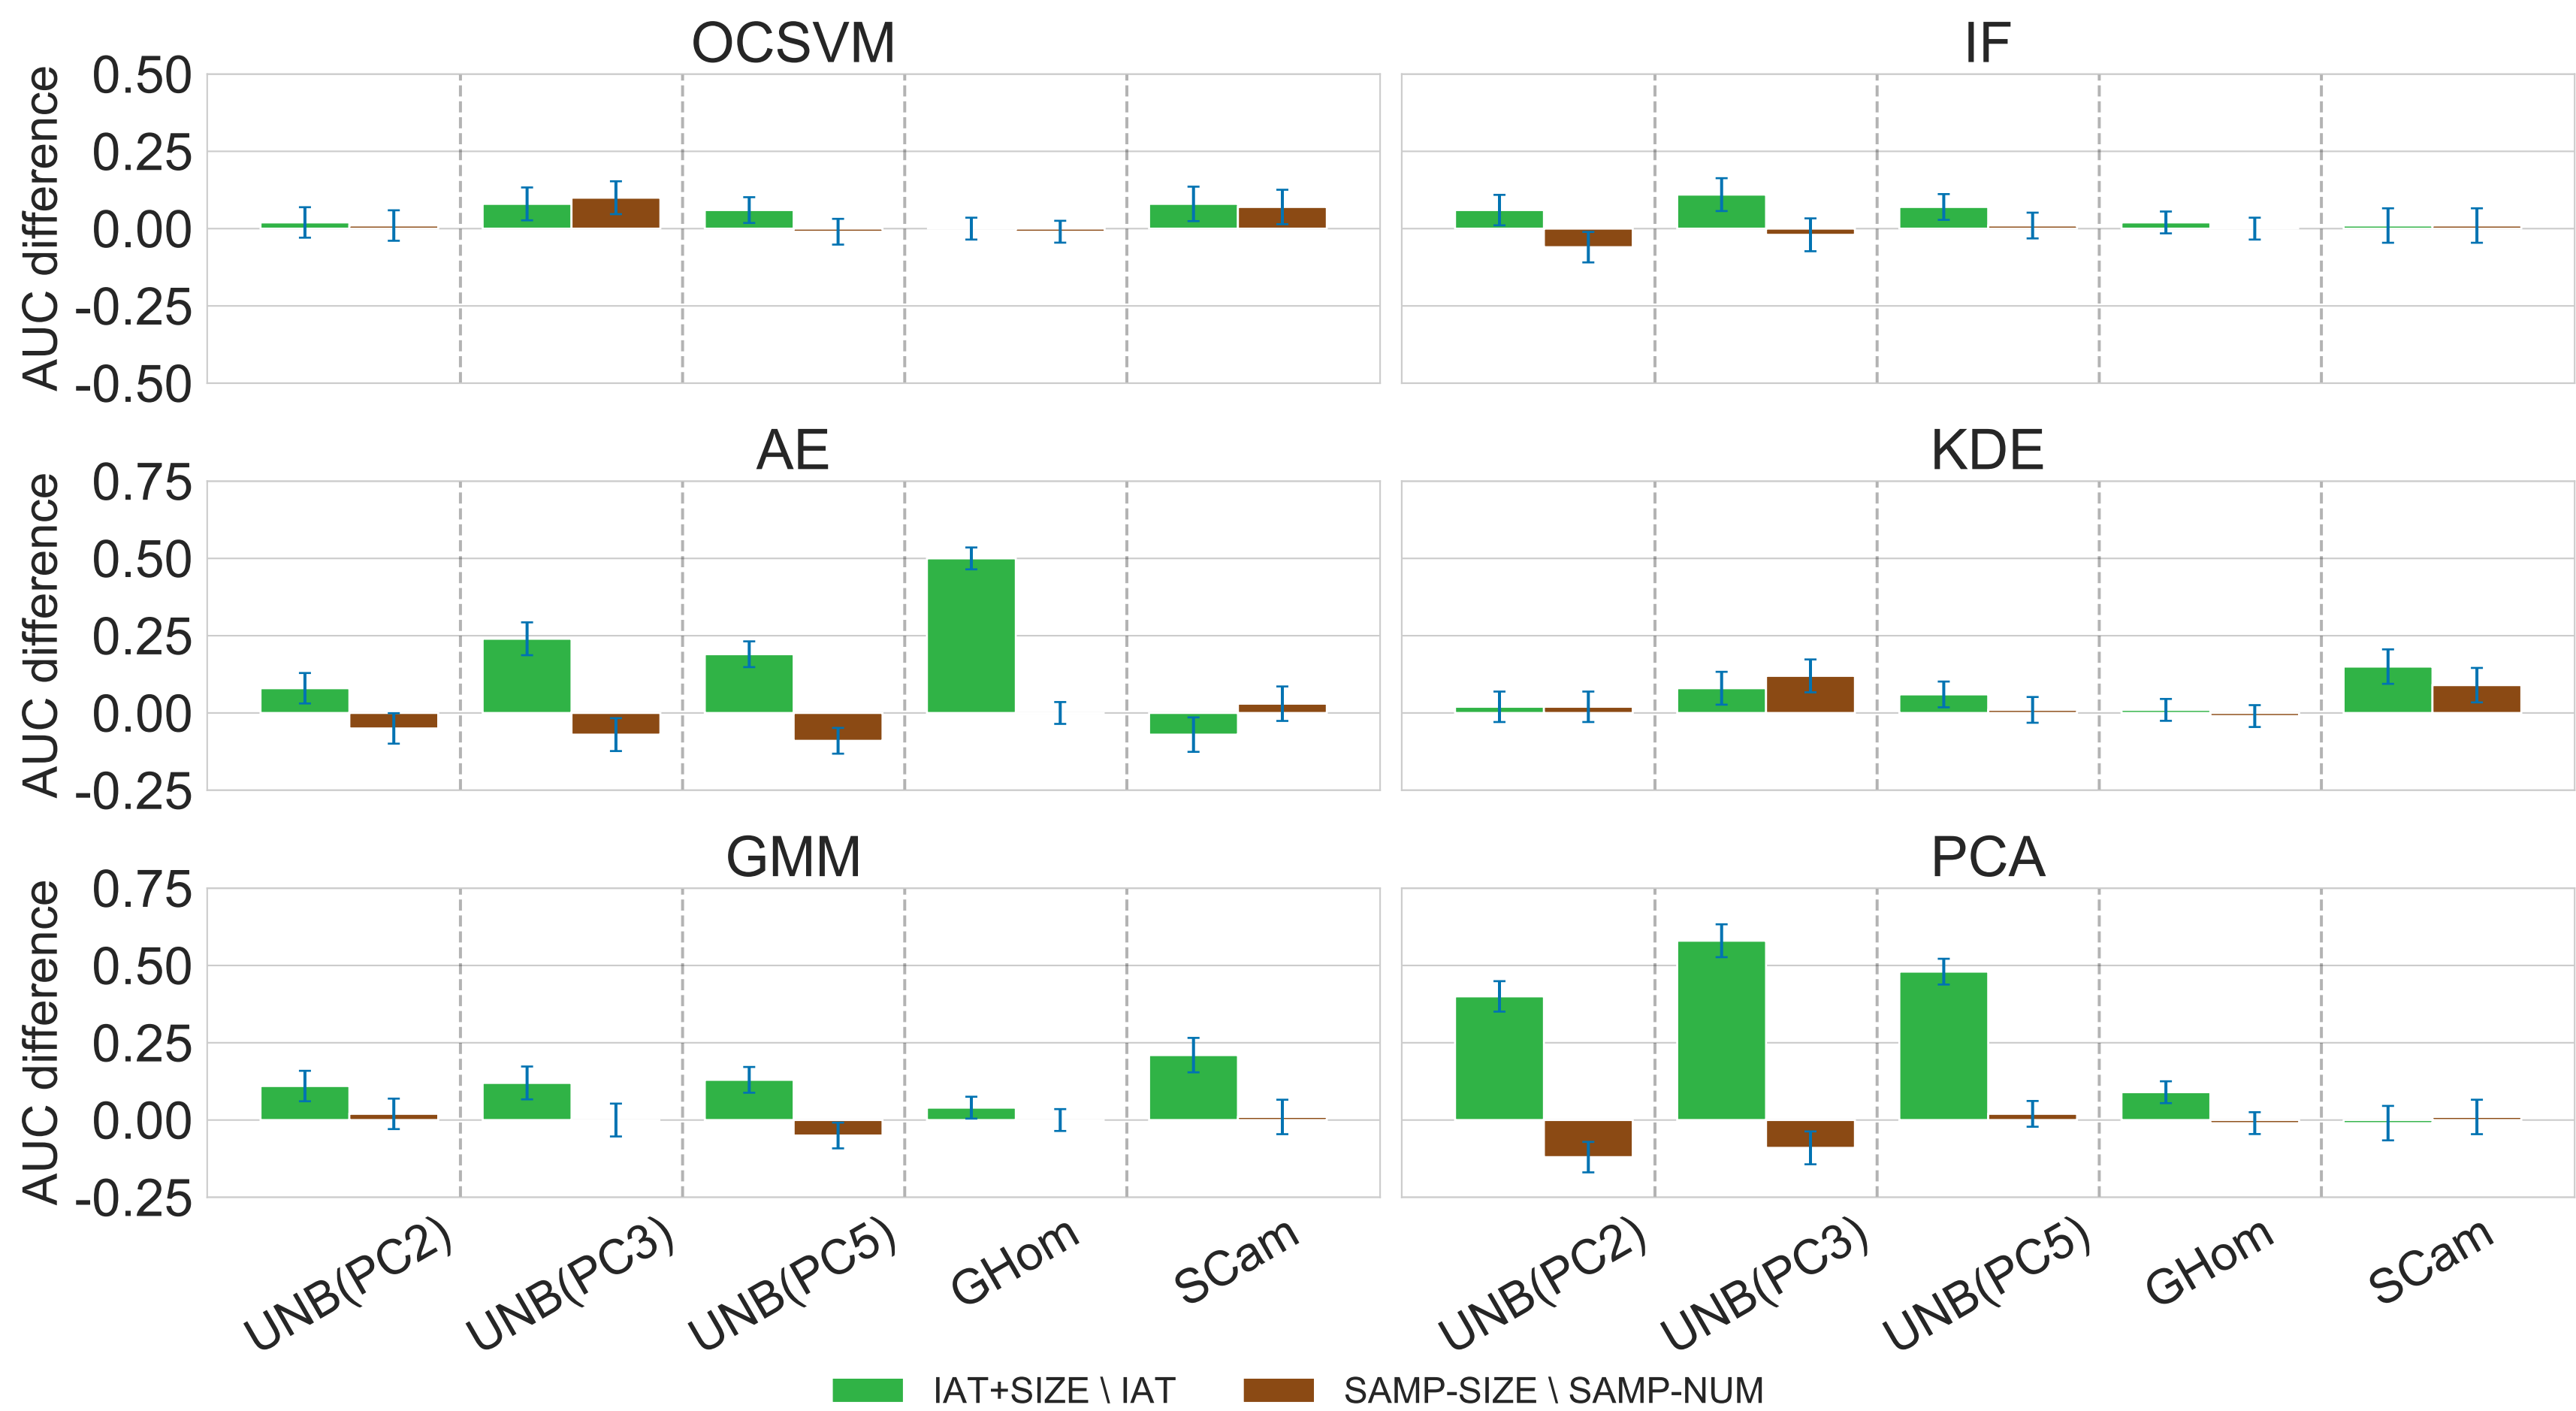 OCSVM
IF
AUC difference
0.50
0.25
0.00
-0.25
-0.50
AE
KDE
AUC difference
0.75
0.50
0.25
0.00
-0.25
GMM
PCA
AUC difference
0.75
0.50
0.25
0.00
-0.25
UNB(PC2)
UNB(PC3)
UNB(PC5)
GHom
SCam
UNB(PC2)
UNB(PC3)
UNB(PC5)
GHom
SCam
IAT+SIZE \ IAT
SAMP-SIZE \ SAMP-NUM